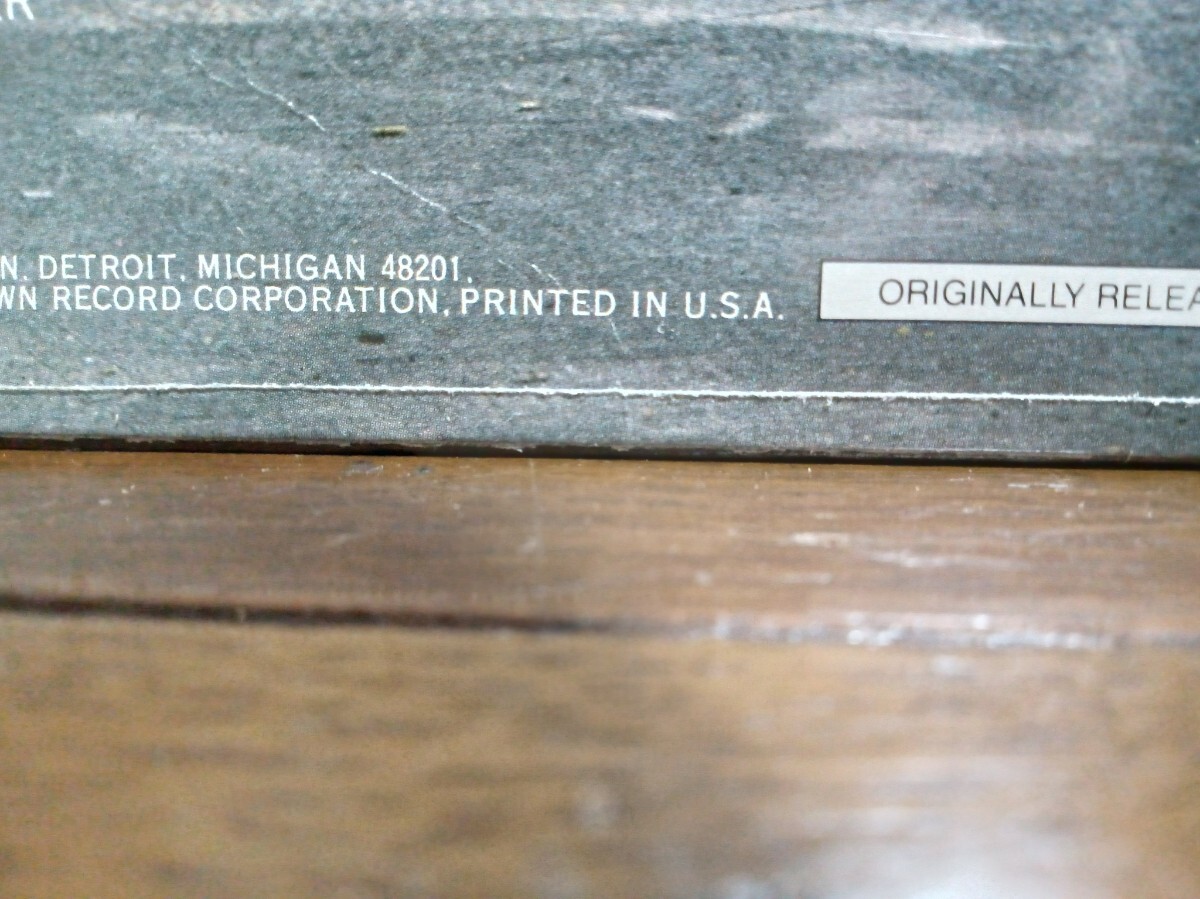 N. DETROIT, MICHIGAN 48201.
WN RECORD CORPORATION, PRINTED IN U.S.A.
ORIGINALLY RELEA